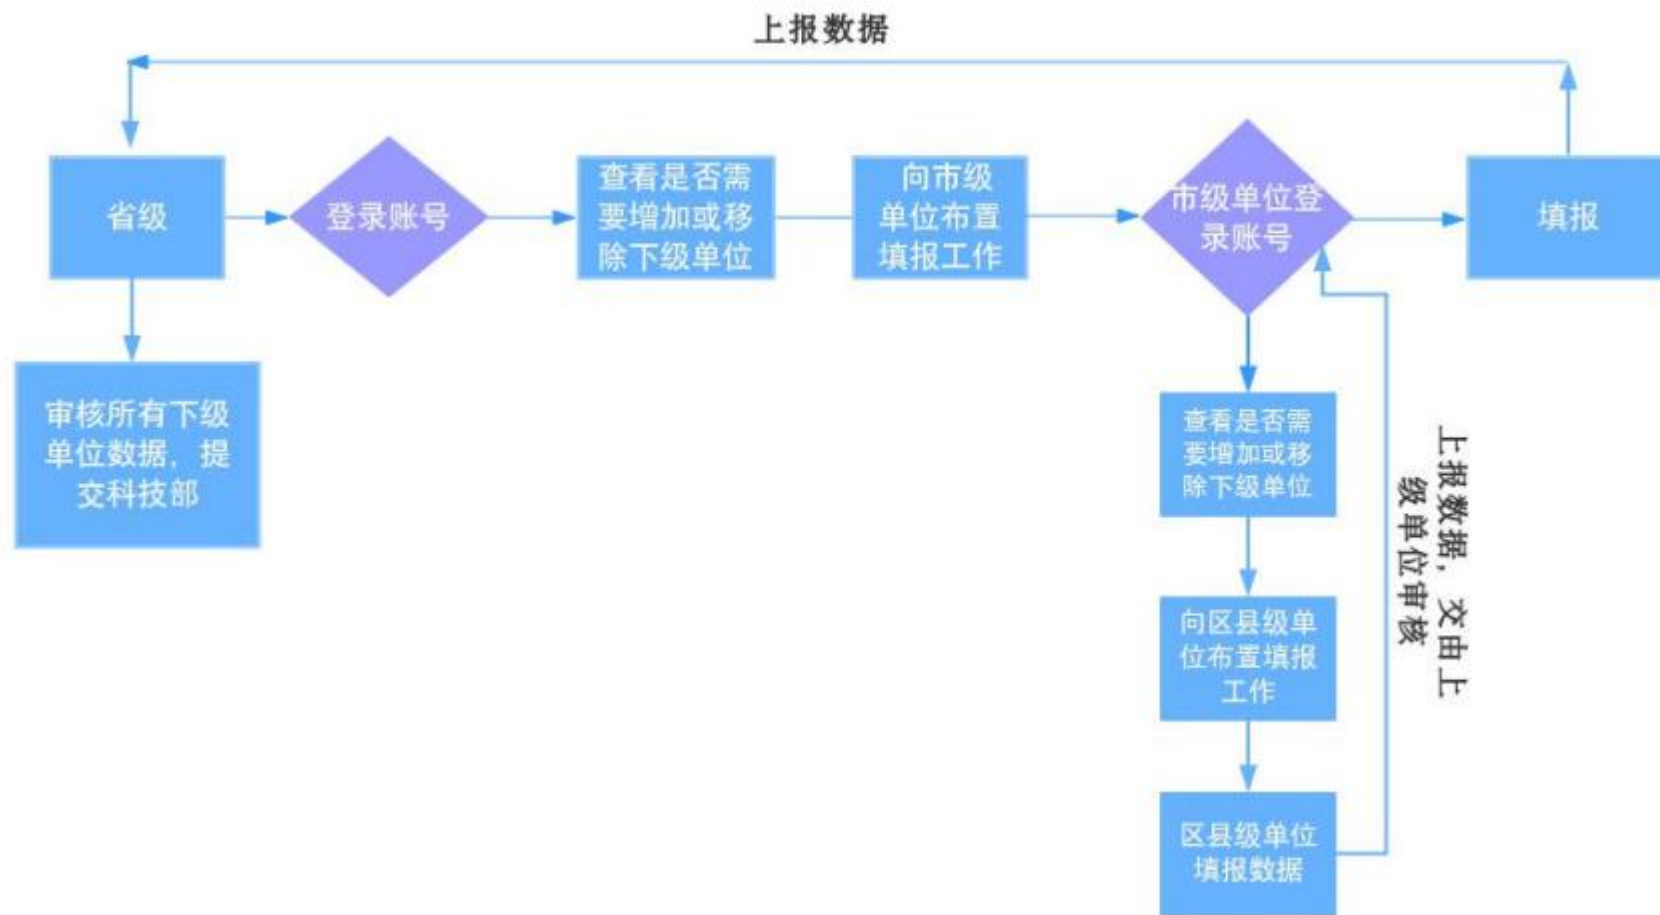 上报数据
省级
登录账号
查看是否需
要增加或移
除下级单位
向市级
单位布置
填报工作
市级单位登
录账号
填报
审核所有下级
单位数据，提
交科技部
查看是否需
要增加或移
除下级单位
上报数据，交由上
级单位审核
向区县级单
位布置填报
工作
区县级单位
填报数据